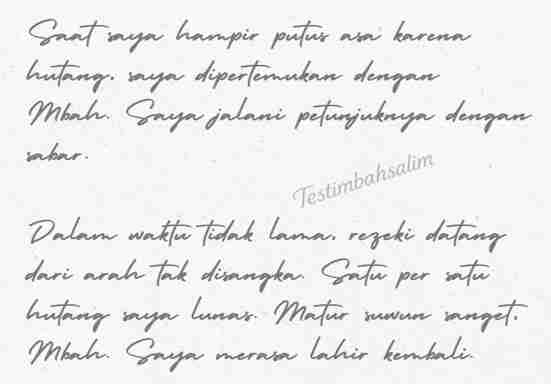 Saat saya hampir putus asa karena
hutang, saya dipertemukan dengan
Mbah. Saya jalani petunjuknya dengan
sabar.
Testimbahsalim
Dalam waktu tidak lama, rezeki datang
dari arah tak disangka. Satu per satu
hutang saya lunas. Matur suwun sanget,
Mbah. Saya merasa lahir kembali.